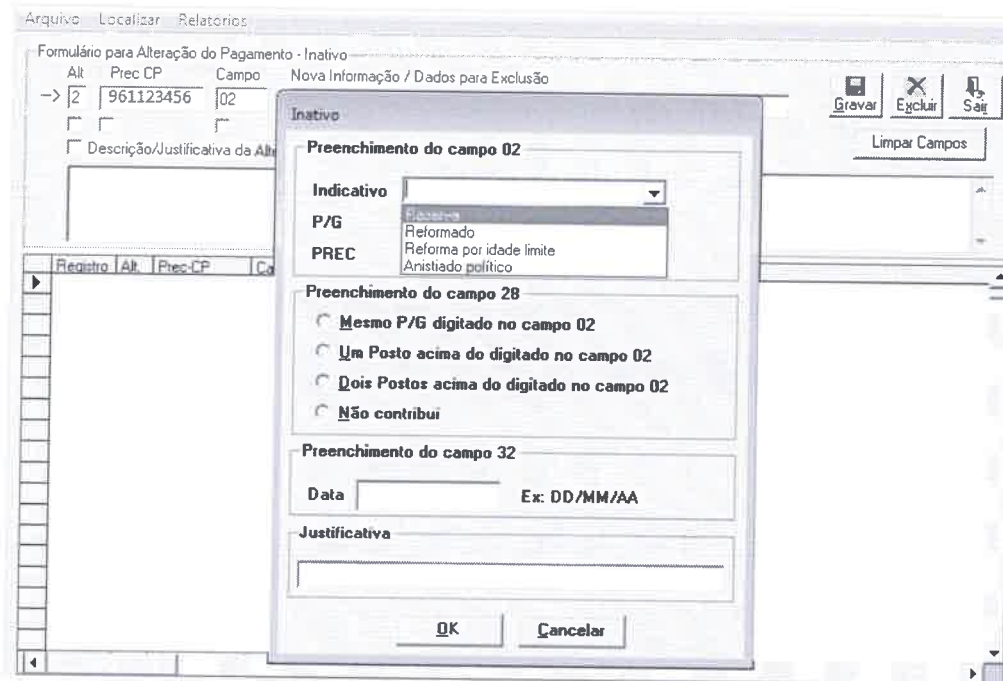 Arquivo Localizar Relatórios
Formulário para Alteração do Pagamento - Inativo
Alt Prec CP Campo Nova Informação / Dados para Exclusão
-> 2 961123456 02
Gravar Excluir Sair
Descrição/Justificativa da Alte
Limpar Campos
Registro Alt. Prec-CP Ca
Inativo
Preenchimento do campo 02
Indicativo
Reserva
P/G
Reformado
PREC
Reforma por idade limite
Anistiado político
Preenchimento do campo 28
Mesmo P/G digitado no campo 02
Um Posto acima do digitado no campo 02
Dois Postos acima do digitado no campo 02
Não contribui
Preenchimento do campo 32
Data Ex: DD/MM/AA
Justificativa
OK Cancelar